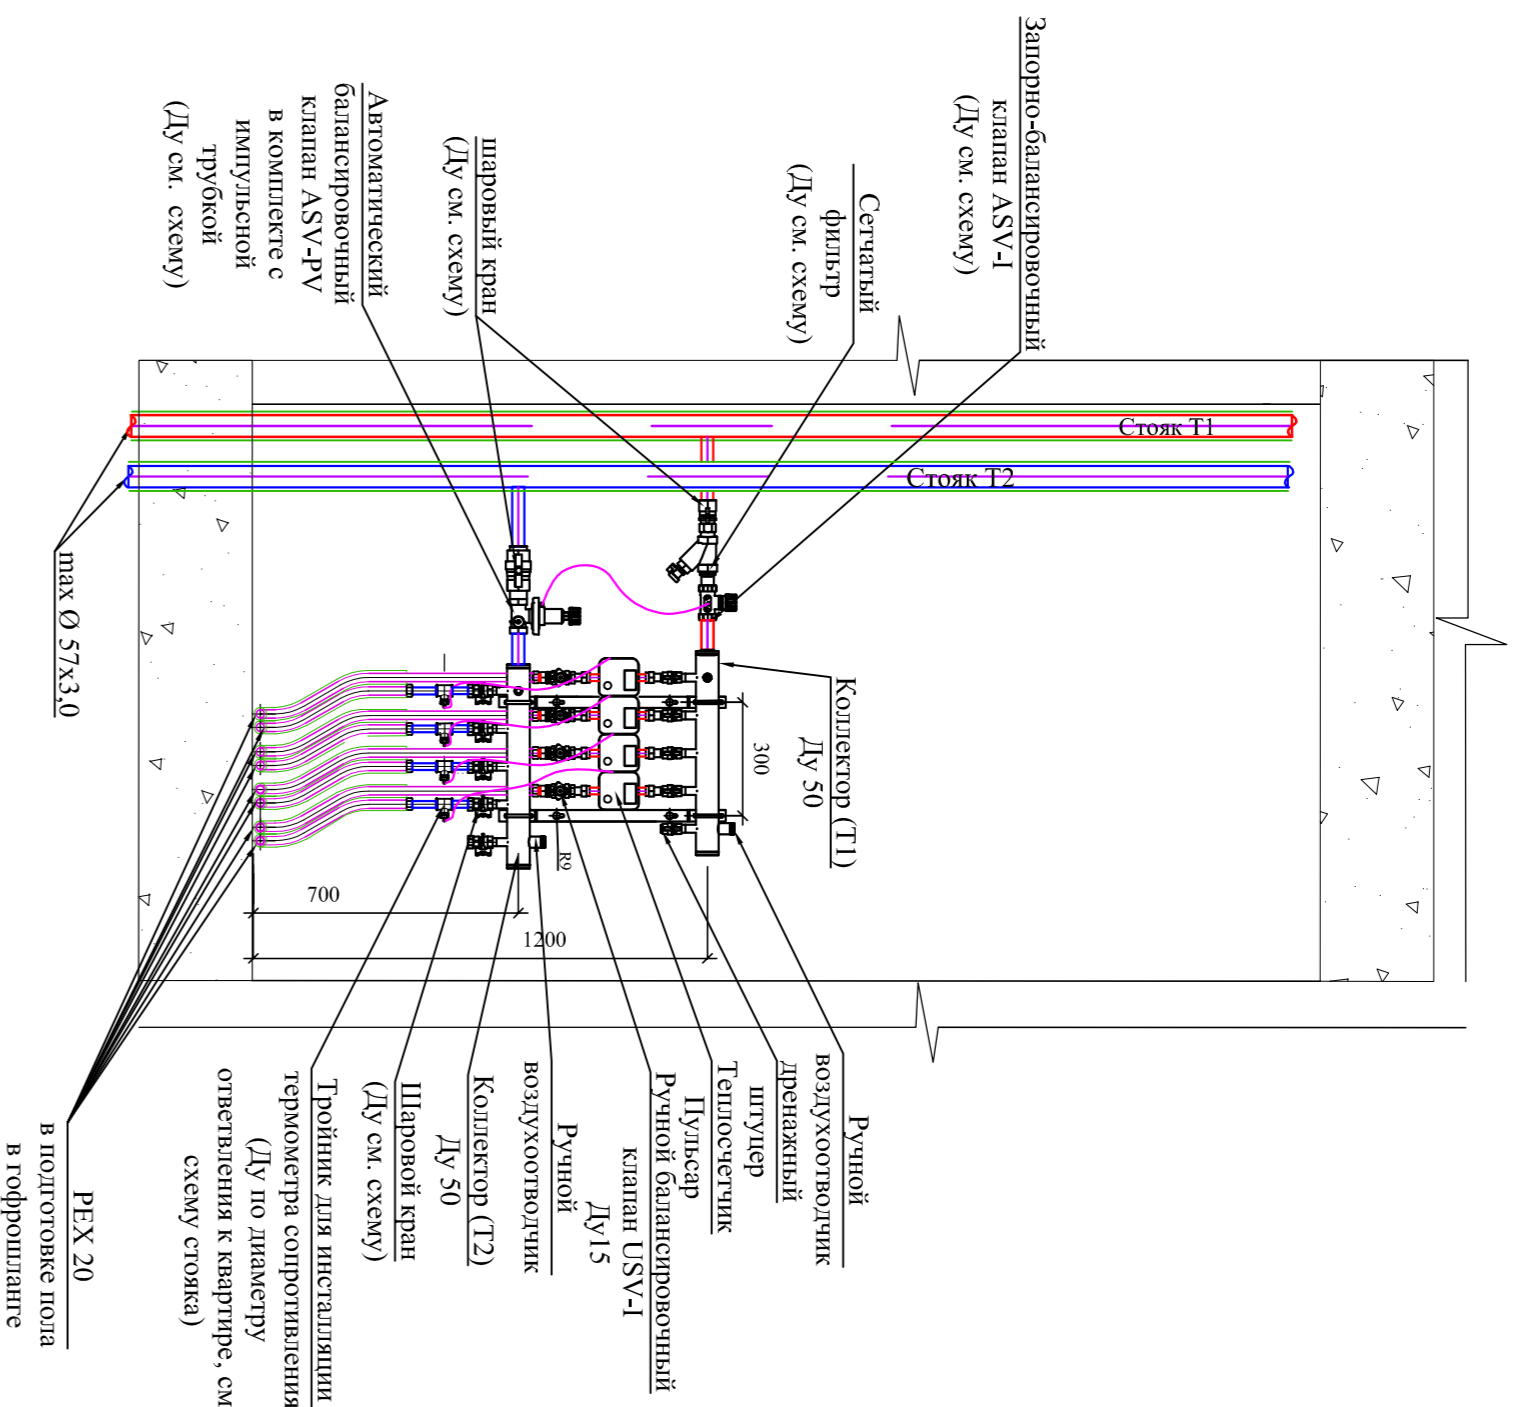 Запорно-балансировочный
клапан ASV-I
(Ду см. схему)
Сетчатый
фильтр
(Ду см. схему)
шаровый кран
(Ду см. схему)
Автоматический
балансировочный
клапан ASV-PV
в комплекте с
импульсной
трубкой
(Ду см. схему)
Стояк Т1
Стояк Т2
max Ø 57x3,0
Коллектор (Т1)
Ду 50
300
R9
700
1200
Ручной
воздухоотводчик
дренажный
штуцер
Теплосчетчик
Пульсар
Ручной балансировочный
клапан USV-I
Ду15
Ручной
воздухоотводчик
Коллектор (Т2)
Ду 50
Шаровой кран
(Ду см. схему)
Тройник для инсталляции
термометра сопротивления
(Ду по диаметру
ответвления к квартире, см
схему стояка)
PEX 20
в подготовке пола
в гофрошланге